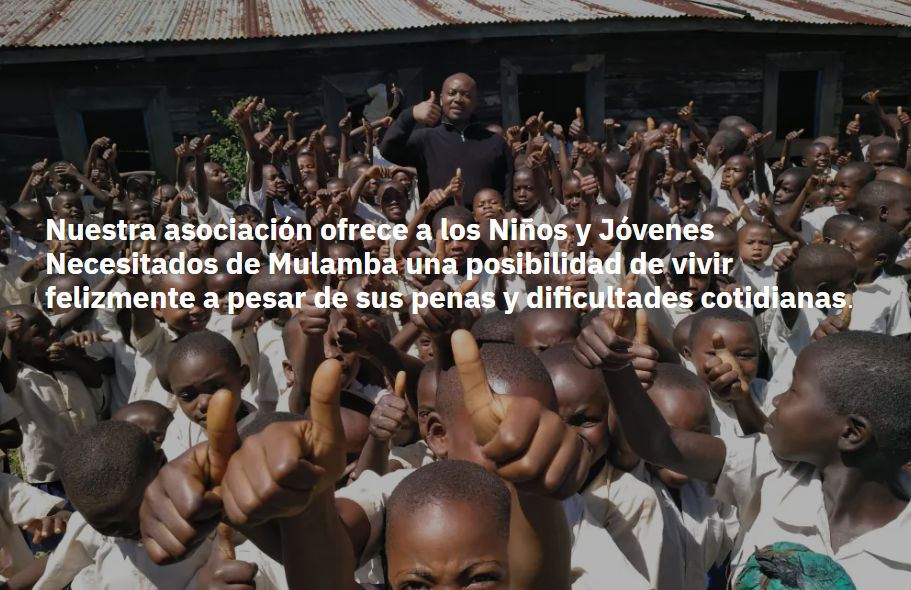 Nuestra asociación ofrece a los Niños y Jóvenes
Necesitados de Mulamba una posibilidad de vivir
felizmente a pesar de sus penas y dificultades cotidianas.